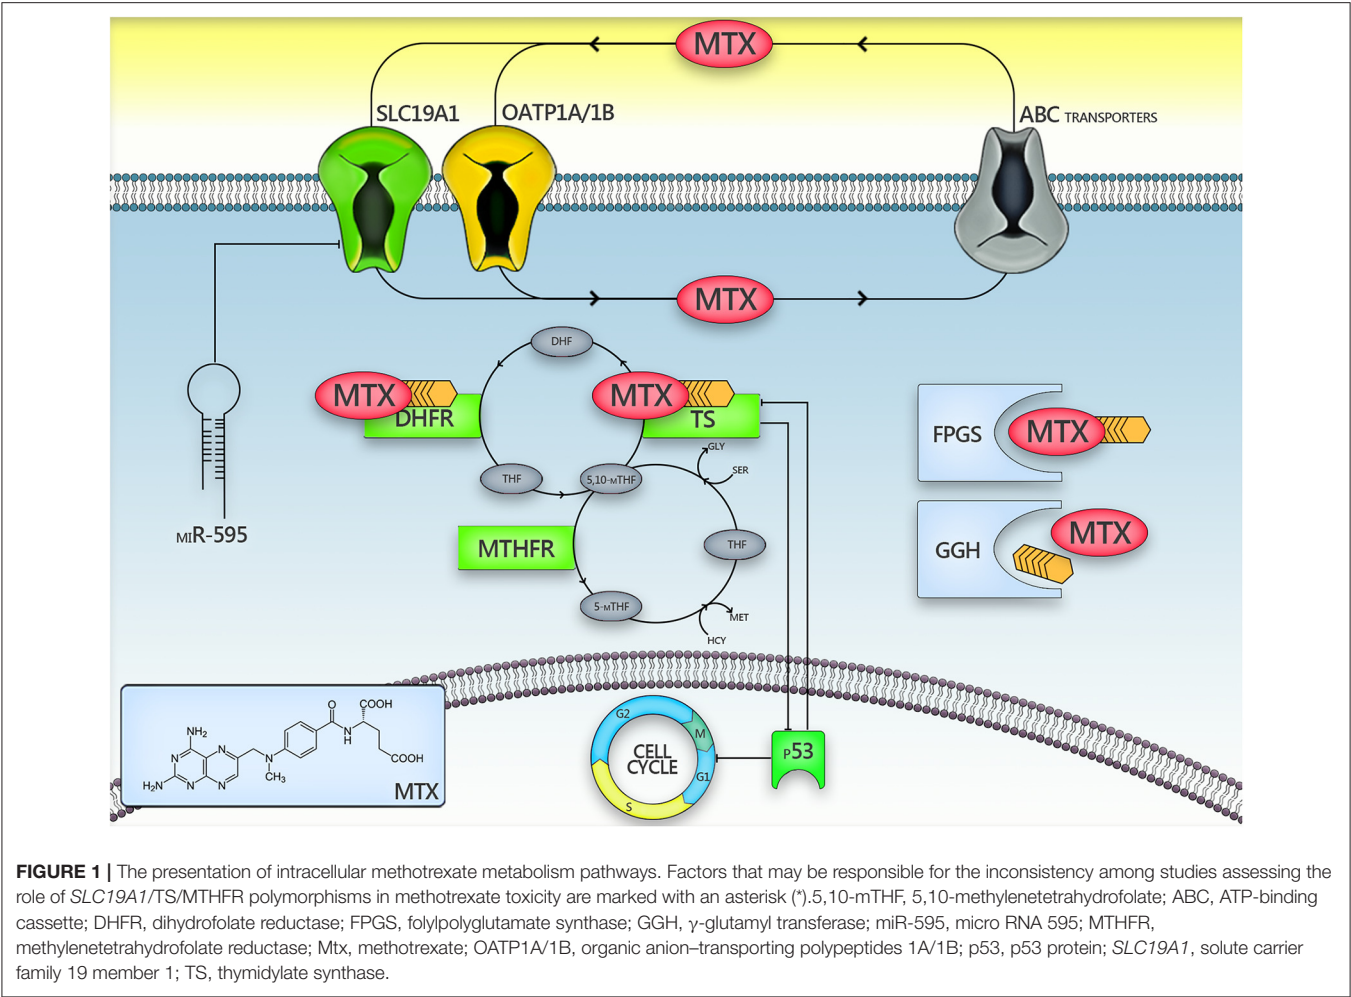 MTX
SLC19A1
OATP1A/1B
ABC TRANSPORTERS
MTX
DHF
MTX
DHFR
MTX
TS
FPGS
MTX
GLY
SER
THF
5,10-MTHF
MIR-595
MTHFR
THF
GGH
MTX
5-MTHF
MET
HCY
NH₂
N
N
N
N
H₂N
N
CH₃
O
N
H
COOH
COOH
MTX
G2
M
G1
S
CELL
CYCLE
P53
FIGURE 1 | The presentation of intracellular methotrexate metabolism pathways. Factors that may be responsible for the inconsistency among studies assessing the
role of SLC19A1/TS/MTHFR polymorphisms in methotrexate toxicity are marked with an asterisk (*).5,10-mTHF, 5,10-methylenetetrahydrofolate; ABC, ATP-binding
cassette; DHFR, dihydrofolate reductase; FPGS, folylpolyglutamate synthase; GGH, γ-glutamyl transferase; miR-595, micro RNA 595; MTHFR,
methylenetetrahydrofolate reductase; Mtx, methotrexate; OATP1A/1B, organic anion–transporting polypeptides 1A/1B; p53, p53 protein; SLC19A1, solute carrier
family 19 member 1; TS, thymidylate synthase.